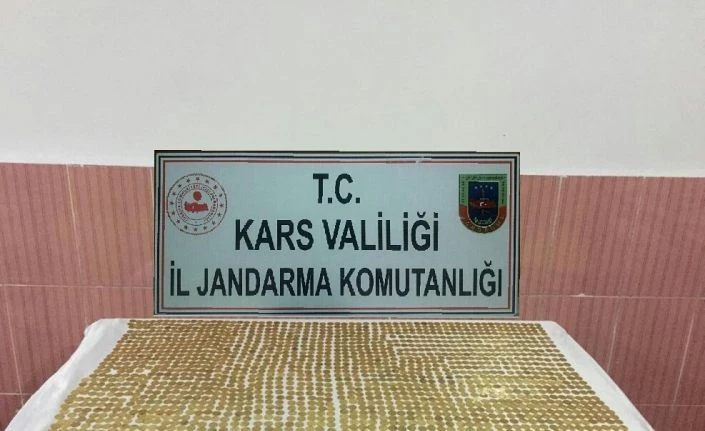 T.C.
KARS VALİLİĞİ
İL JANDARMA KOMUTANLIĞI